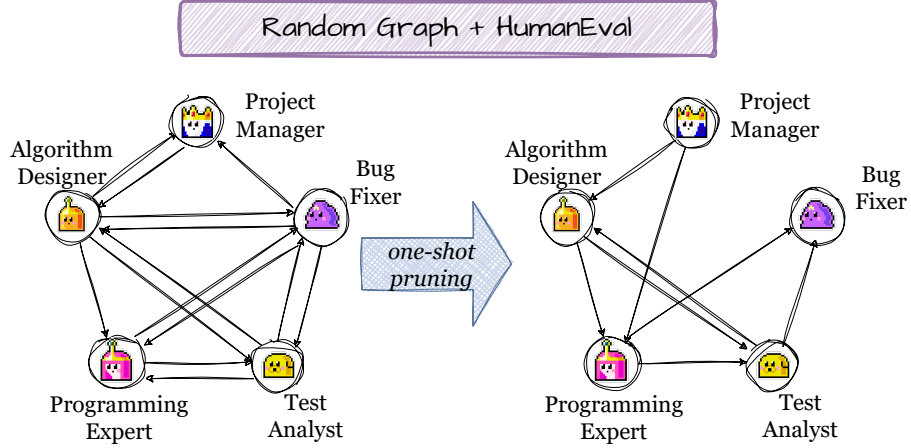 Random Graph + HumanEval
Project
Manager
Algorithm
Designer
Bug
Fixer
Programming
Expert
Test
Analyst
one-shot
pruning
Project
Manager
Algorithm
Designer
Bug
Fixer
Programming
Expert
Test
Analyst